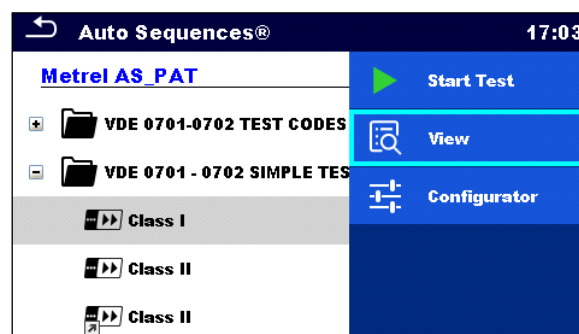 Auto Sequences® 17:03
Metrel AS_PAT
Start Test
VDE 0701-0702 TEST CODES
View
VDE 0701 - 0702 SIMPLE TES
Configurator
Class I
Class II
Class II